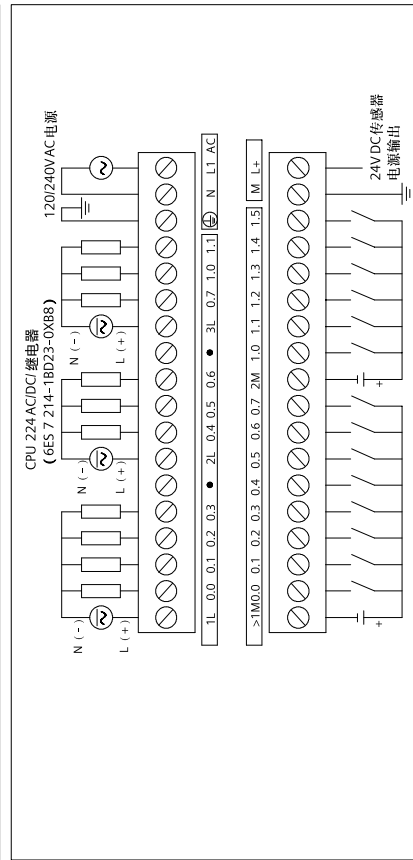 CPU 224 AC/DC/继电器
(6ES 7 214-1BD23-0XB8)
120/240V AC 电源
N (-)
L (+)
N (-)
L (+)
N (-)
L (+)
1L 0.0 0.1 0.2 0.3 • 2L 0.4 0.5 0.6 • 3L 0.7 1.0 1.1 ⏚ N L1 AC
>1M 0.0 0.1 0.2 0.3 0.4 0.5 0.6 0.7 2M 1.0 1.1 1.2 1.3 1.4 1.5 M L+
+
+
24V DC 传感器
电源输出